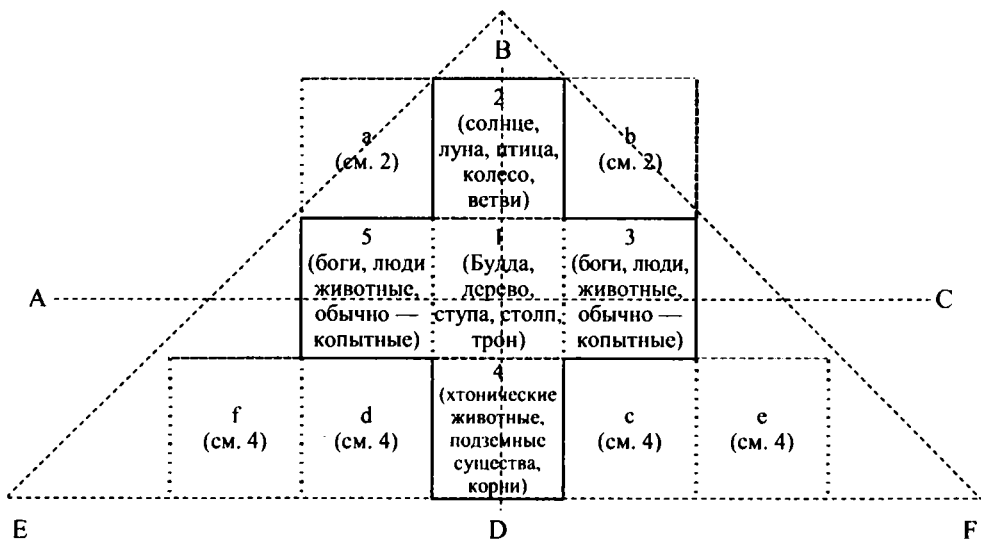 B
2
(солнце,
луна, птица,
колесо,
ветви)
a
(см. 2)
b
(см. 2)
5
(боги, люди
животные,
обычно —
копытные)
1
(Будда,
дерево,
ступа, столп,
трон)
3
(боги, люди,
животные,
обычно —
копытные)
A
C
f
(см. 4)
d
(см. 4)
4
(хтонические
животные,
подземные
существа,
корни)
c
(см. 4)
e
(см. 4)
E
D
F